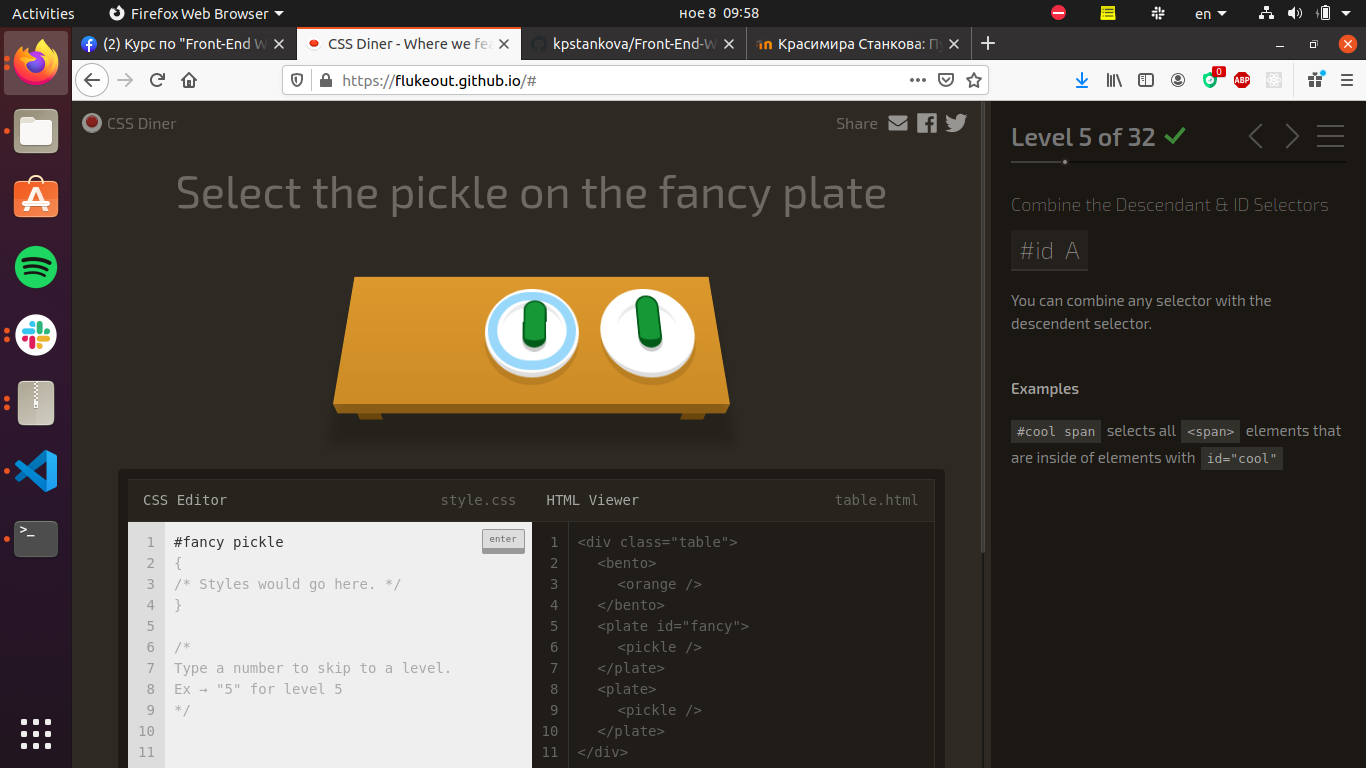 Activities
Firefox Web Browser
ное 8 09:58
en
(2) Курс по "Front-End W
CSS Diner - Where we fea
kpstankova/Front-End-W
Красимира Станкова: П
https://flukeout.github.io/#
0
ABP
CSS Diner
Share
Select the pickle on the fancy plate
CSS Editor
style.css
HTML Viewer
table.html
enter
1 #fancy pickle
2 {
3 /* Styles would go here. */
4 }
5
6 /*
7 Type a number to skip to a level.
8 Ex → "5" for level 5
9 */
10
11
1 <div class="table">
2 <bento>
3 <orange />
4 </bento>
5 <plate id="fancy">
6 <pickle />
7 </plate>
8 <plate>
9 <pickle />
10 </plate>
11 </div>
Level 5 of 32
Combine the Descendant & ID Selectors
#id A
You can combine any selector with the
descendent selector.
Examples
#cool span selects all <span> elements that
are inside of elements with id="cool"